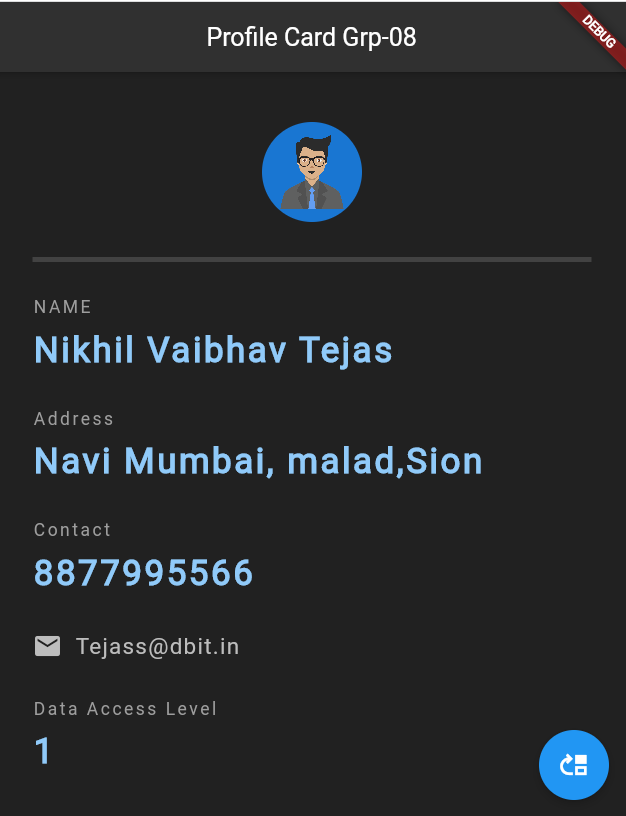 Profile Card Grp-08
DEBUG
NAME
Nikhil Vaibhav Tejas
Address
Navi Mumbai, malad,Sion
Contact
8877995566
Tejass@dbit.in
Data Access Level
1